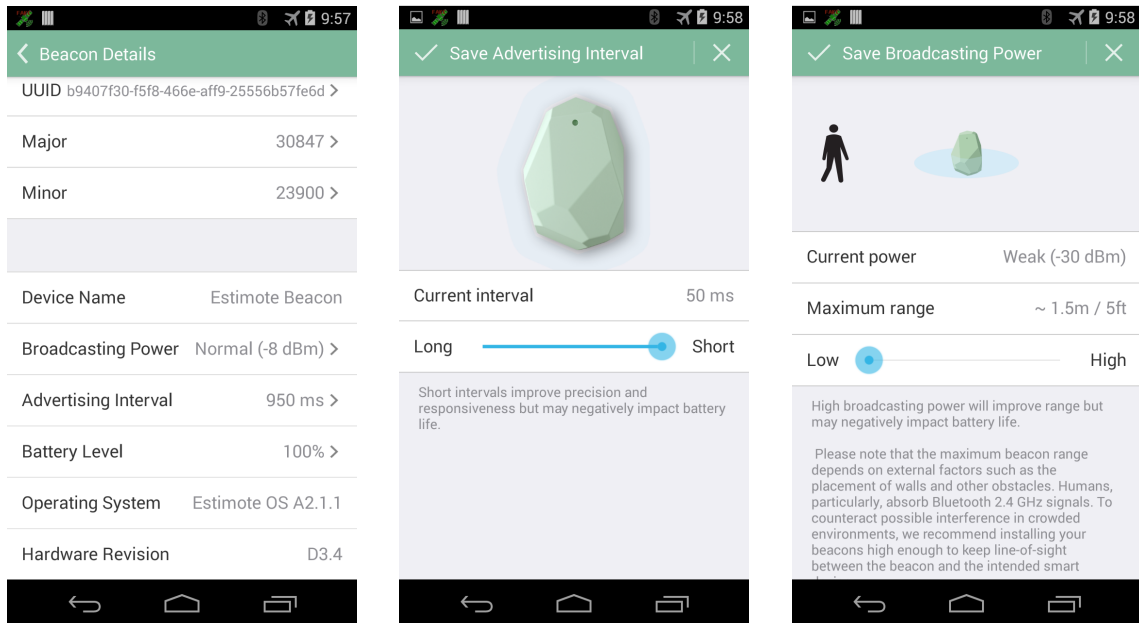 9:57
Beacon Details
UUID b9407f30-f5f8-466e-aff9-25556b57fe6d
Major 30847
Minor 23900
Device Name Estimote Beacon
Broadcasting Power Normal (-8 dBm)
Advertising Interval 950 ms
Battery Level 100%
Operating System Estimote OS A2.1.1
Hardware Revision D3.4
9:58
Save Advertising Interval
Current interval 50 ms
Long Short
Short intervals improve precision and
responsiveness but may negatively impact battery
life.
9:58
Save Broadcasting Power
Current power Weak (-30 dBm)
Maximum range ~ 1.5m / 5ft
Low High
High broadcasting power will improve range but
may negatively impact battery life.
Please note that the maximum beacon range
depends on external factors such as the
placement of walls and other obstacles. Humans,
particularly, absorb Bluetooth 2.4 GHz signals. To
counteract possible interference in crowded
environments, we recommend installing your
beacons high enough to keep line-of-sight
between the beacon and the intended smart